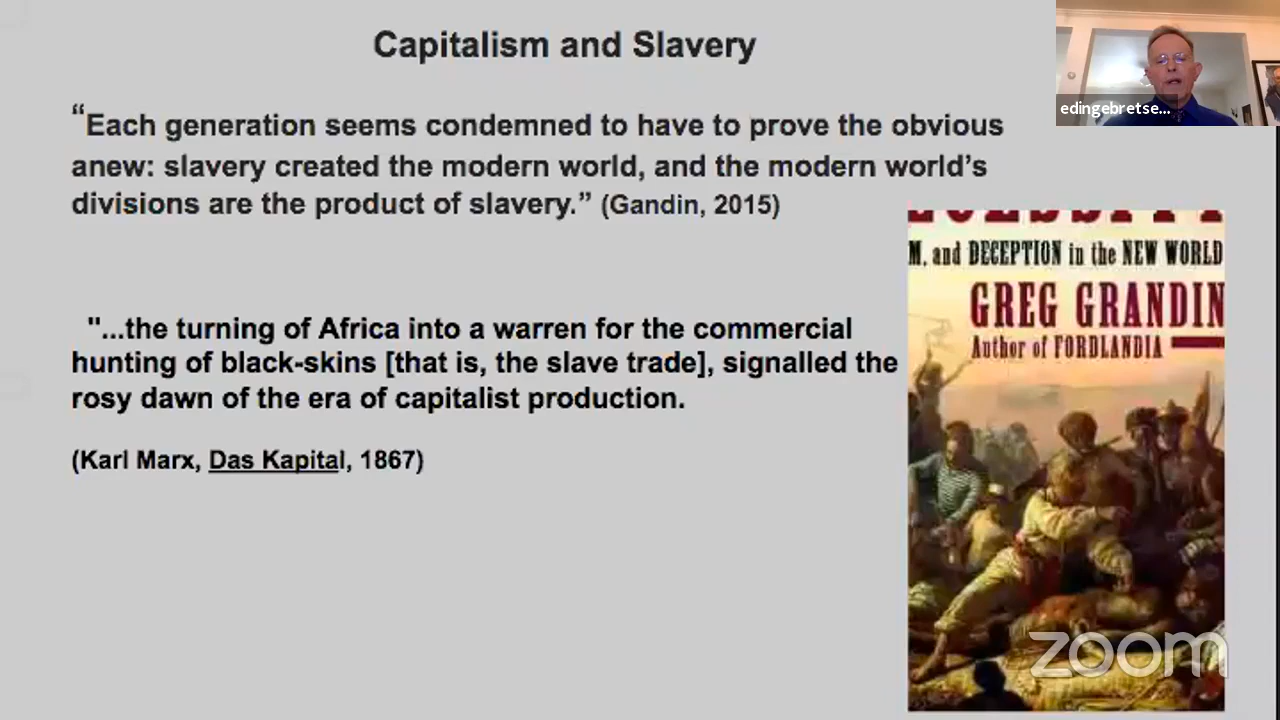 Capitalism and Slavery
edingebretse...
“Each generation seems condemned to have to prove the obvious
anew: slavery created the modern world, and the modern world’s
divisions are the product of slavery.” (Gandin, 2015)
M, and DECEPTION in the NEW WORLD
GREG GRANDIN
Author of FORDLANDIA
"...the turning of Africa into a warren for the commercial
hunting of black-skins [that is, the slave trade], signalled the
rosy dawn of the era of capitalist production.
(Karl Marx, Das Kapital, 1867)
zoom